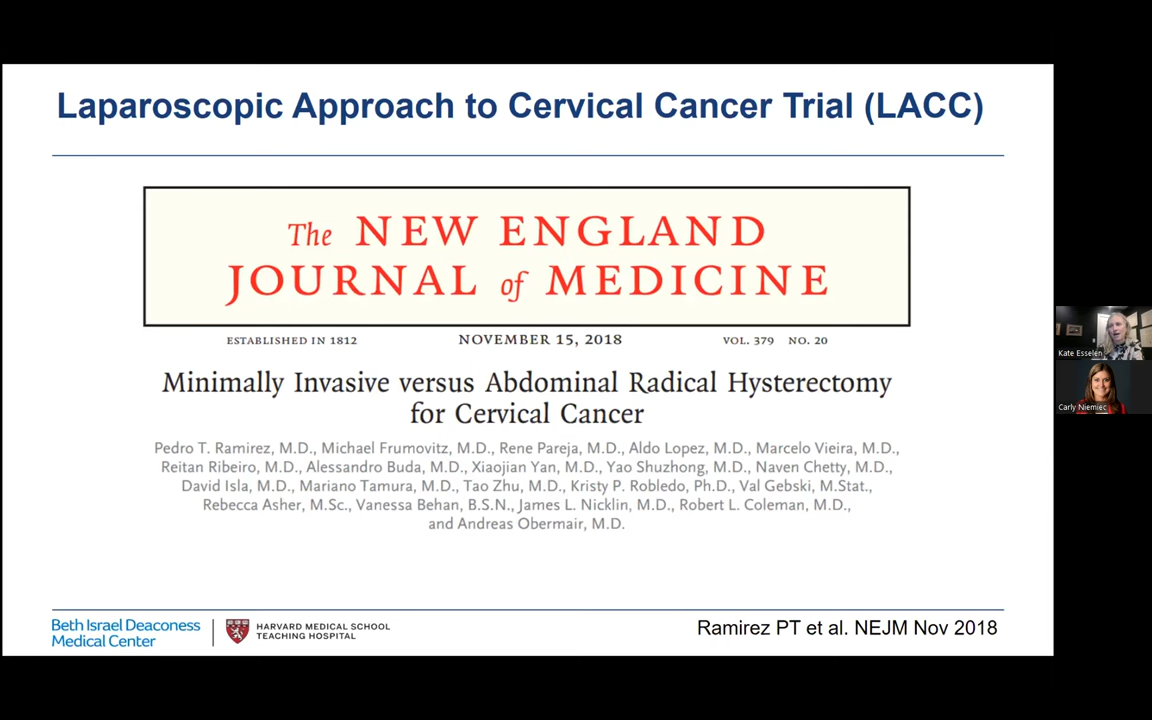 Laparoscopic Approach to Cervical Cancer Trial (LACC)
The NEW ENGLAND
JOURNAL of MEDICINE
ESTABLISHED IN 1812 NOVEMBER 15, 2018 VOL. 379 NO. 20
Minimally Invasive versus Abdominal Radical Hysterectomy
for Cervical Cancer
Pedro T. Ramirez, M.D., Michael Frumovitz, M.D., Rene Pareja, M.D., Aldo Lopez, M.D., Marcelo Vieira, M.D.,
Reitan Ribeiro, M.D., Alessandro Buda, M.D., Xiaojian Yan, M.D., Yao Shuzhong, M.D., Naven Chetty, M.D.,
David Isla, M.D., Mariano Tamura, M.D., Tao Zhu, M.D., Kristy P. Robledo, Ph.D., Val Gebski, M.Stat.,
Rebecca Asher, M.Sc., Vanessa Behan, B.S.N., James L. Nicklin, M.D., Robert L. Coleman, M.D.,
and Andreas Obermair, M.D.
Kate Esselen
Carly Niemiec
Beth Israel Deaconess
Medical Center
HARVARD MEDICAL SCHOOL
TEACHING HOSPITAL
Ramirez PT et al. NEJM Nov 2018